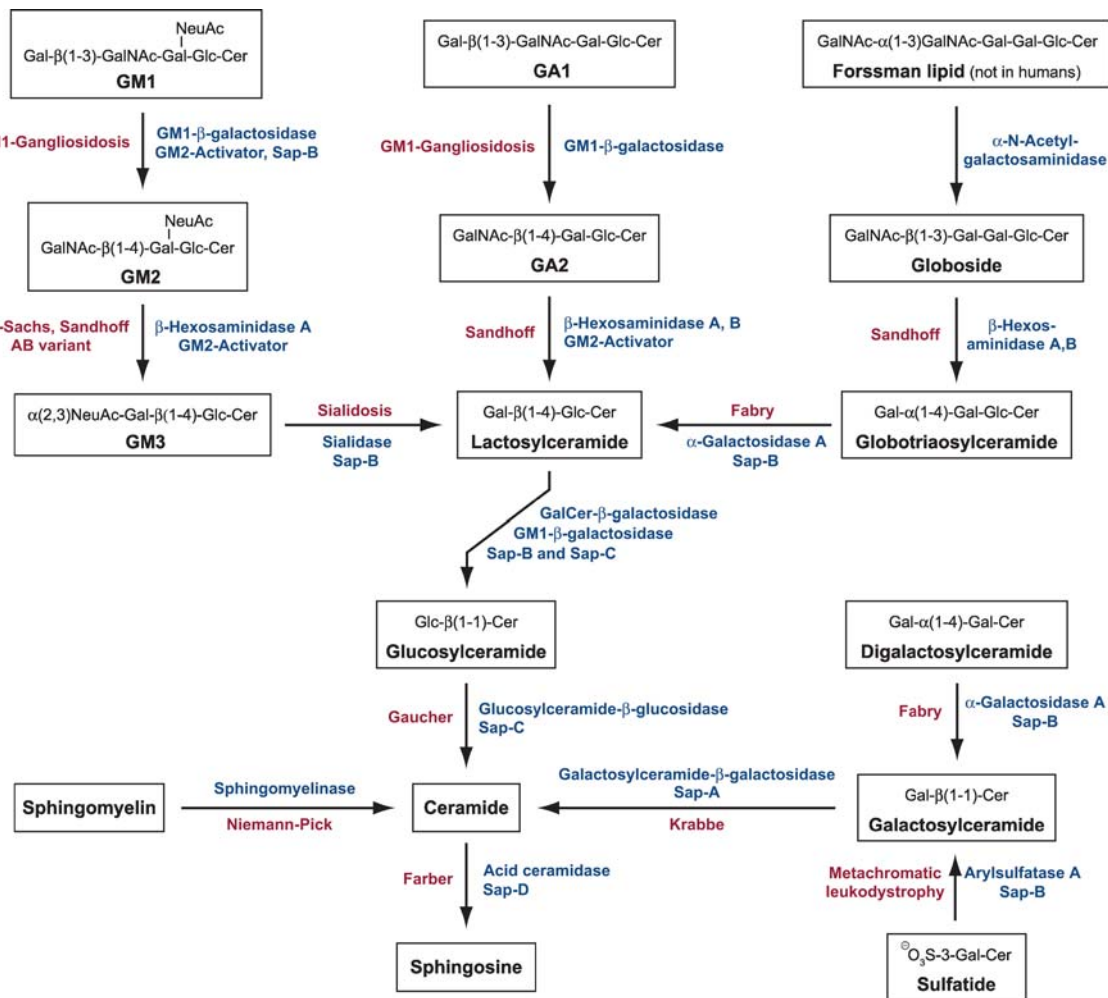 NeuAc
Gal-β(1-3)-GalNAc-Gal-Glc-Cer
GM1
Gal-β(1-3)-GalNAc-Gal-Glc-Cer
GA1
GalNAc-α(1-3)GalNAc-Gal-Gal-Glc-Cer
Forssman lipid (not in humans)
1-Gangliosidosis
GM1-β-galactosidase
GM2-Activator, Sap-B
GM1-Gangliosidosis
GM1-β-galactosidase
α-N-Acetyl-
galactosaminidase
NeuAc
GalNAc-β(1-4)-Gal-Glc-Cer
GM2
GalNAc-β(1-4)-Gal-Glc-Cer
GA2
GalNAc-β(1-3)-Gal-Gal-Glc-Cer
Globoside
-Sachs, Sandhoff
AB variant
β-Hexosaminidase A
GM2-Activator
Sandhoff
β-Hexosaminidase A, B
GM2-Activator
Sandhoff
β-Hexos-
aminidase A,B
α(2,3)NeuAc-Gal-β(1-4)-Glc-Cer
GM3
Sialidosis
Sialidase
Sap-B
Gal-β(1-4)-Glc-Cer
Lactosylceramide
Fabry
α-Galactosidase A
Sap-B
Gal-α(1-4)-Gal-Glc-Cer
Globotriaosylceramide
GalCer-β-galactosidase
GM1-β-galactosidase
Sap-B and Sap-C
Glc-β(1-1)-Cer
Glucosylceramide
Gal-α(1-4)-Gal-Cer
Digalactosylceramide
Gaucher
Glucosylceramide-β-glucosidase
Sap-C
Fabry
α-Galactosidase A
Sap-B
Sphingomyelin
Sphingomyelinase
Niemann-Pick
Ceramide
Galactosylceramide-β-galactosidase
Sap-A
Krabbe
Gal-β(1-1)-Cer
Galactosylceramide
Farber
Acid ceramidase
Sap-D
Metachromatic
leukodystrophy
Arylsulfatase A
Sap-B
Sphingosine
⊖O₃S-3-Gal-Cer
Sulfatide